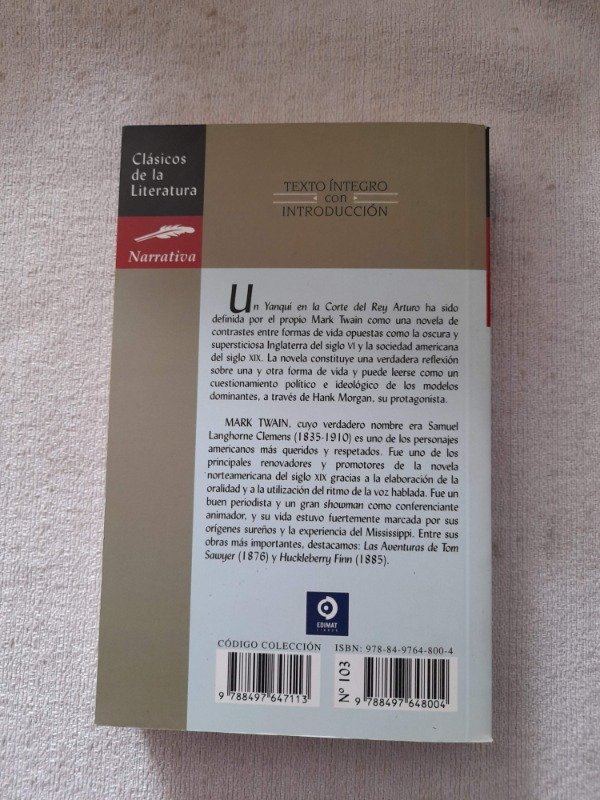 Clásicos
de la
Literatura
Narrativa
TEXTO ÍNTEGRO
con
INTRODUCCIÓN
Un Yanqui en la Corte del Rey Arturo ha sido
definida por el propio Mark Twain como una novela de
contrastes entre formas de vida opuestas como la oscura y
supersticiosa Inglaterra del siglo VI y la sociedad americana
del siglo XIX. La novela constituye una verdadera reflexión
sobre una y otra forma de vida y puede leerse como un
cuestionamiento político e ideológico de los modelos
dominantes, a través de Hank Morgan, su protagonista.
MARK TWAIN, cuyo verdadero nombre era Samuel
Langhorne Clemens (1835-1910) es uno de los personajes
americanos más queridos y respetados. Fue uno de los
principales renovadores y promotores de la novela
norteamericana del siglo XIX gracias a la elaboración de la
oralidad y a la utilización del ritmo de la voz hablada. Fue un
buen periodista y un gran showman como conferenciante
animador, y su vida estuvo fuertemente marcada por sus
orígenes sureños y la experiencia del Mississippi. Entre sus
obras más importantes, destacamos: Las Aventuras de Tom
Sawyer (1876) y Huckleberry Finn (1885).
EDIMAT
LIBROS
CÓDIGO COLECCIÓN
ISBN: 978-84-9764-800-4
Nº 103
9 788497 647113
9 788497 648004